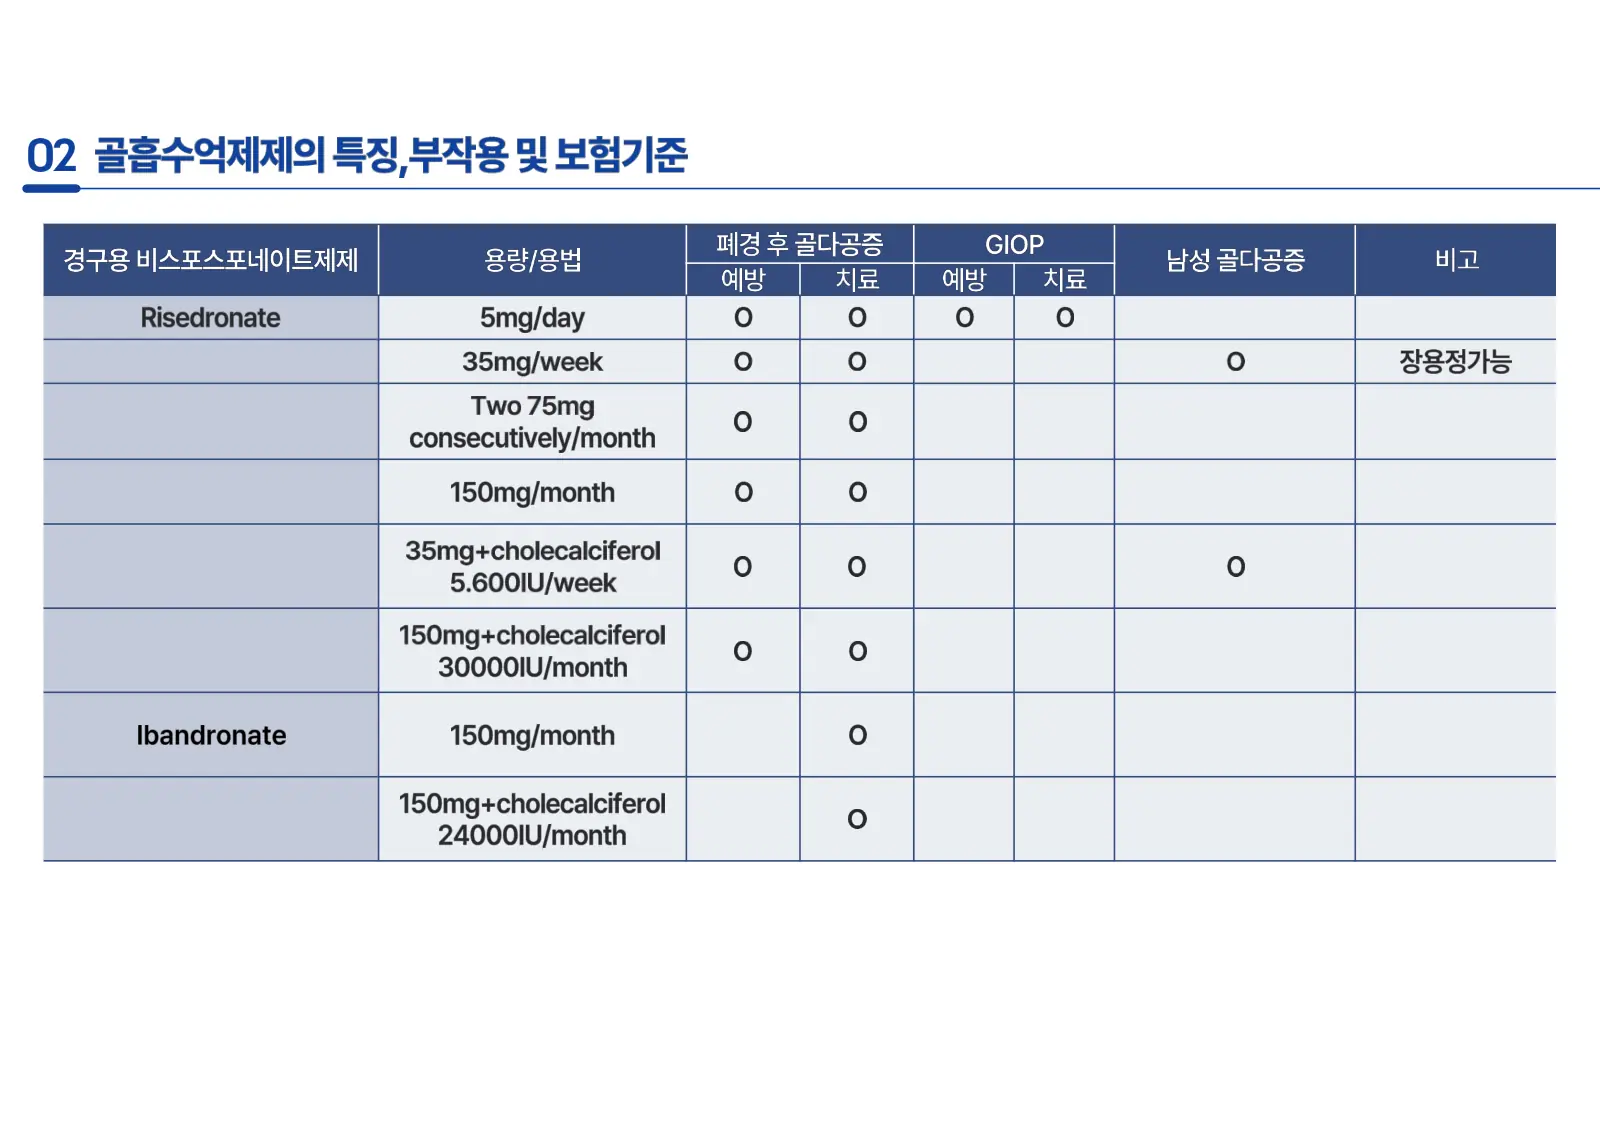 02 골흡수억제제의 특징,부작용 및 보험기준
경구용 비스포스포네이트제제 용량/용법 폐경 후 골다공증 GIOP 남성 골다공증 비고
예방 치료 예방 치료
Risedronate 5mg/day O O O O
35mg/week O O O 장용정가능
Two 75mg
consecutively/month O O
150mg/month O O
35mg+cholecalciferol
5.600IU/week O O O
150mg+cholecalciferol
30000IU/month O O
Ibandronate 150mg/month O
150mg+cholecalciferol
24000IU/month O